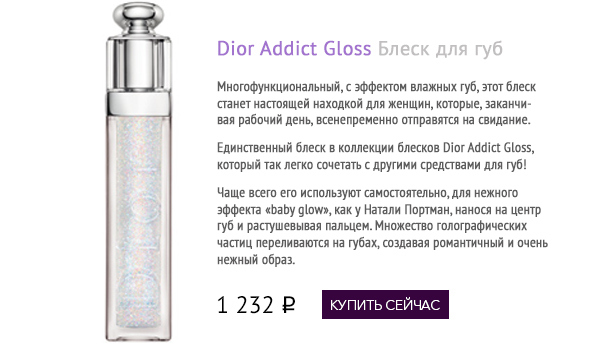 Dior Addict Gloss Блеск для губ
Многофункциональный, с эффектом влажных губ, этот блеск
станет настоящей находкой для женщин, которые, заканчи-
вая рабочий день, всенепременно отправятся на свидание.
Единственный блеск в коллекции блесков Dior Addict Gloss,
который так легко сочетать с другими средствами для губ!
Чаще всего его используют самостоятельно, для нежного
эффекта «baby glow», как у Натали Портман, нанося на центр
губ и растушевывая пальцем. Множество голографических
частиц переливаются на губах, создавая романтичный и очень
нежный образ.
1 232 ₽ КУПИТЬ СЕЙЧАС
DIOR